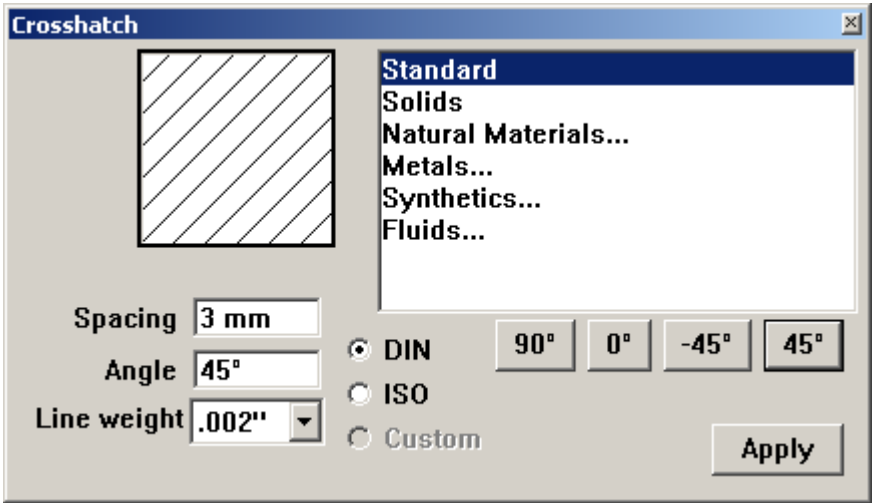 Crosshatch
Standard
Solids
Natural Materials...
Metals...
Synthetics...
Fluids...
Spacing 3 mm
Angle 45°
Line weight .002"
DIN
ISO
Custom
90° 0° -45° 45°
Apply